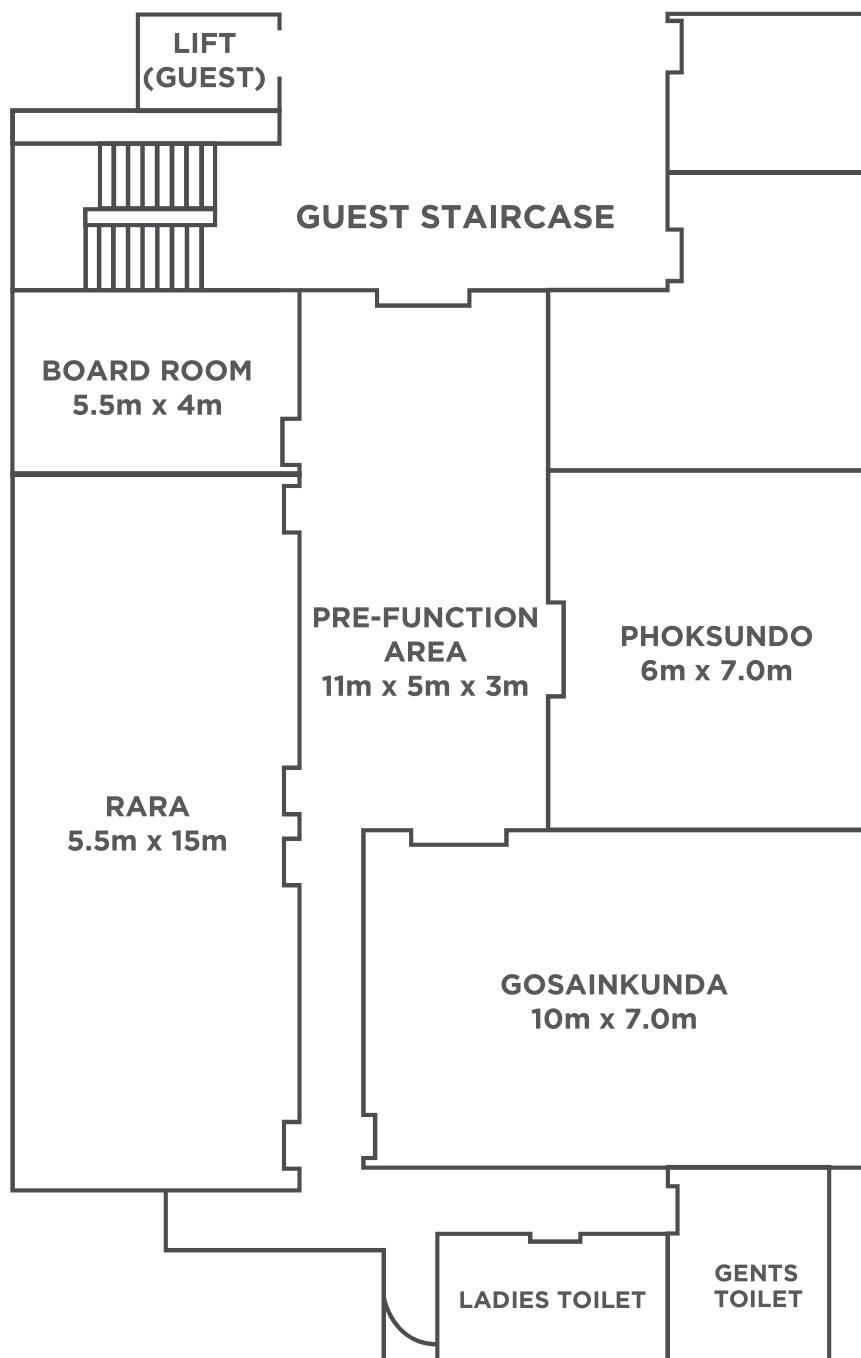 LIFT
(GUEST)
GUEST STAIRCASE
BOARD ROOM
5.5m x 4m
PRE-FUNCTION
AREA
11m x 5m x 3m
PHOKSUNDO
6m x 7.0m
RARA
5.5m x 15m
GOSAINKUNDA
10m x 7.0m
LADIES TOILET
GENTS
TOILET